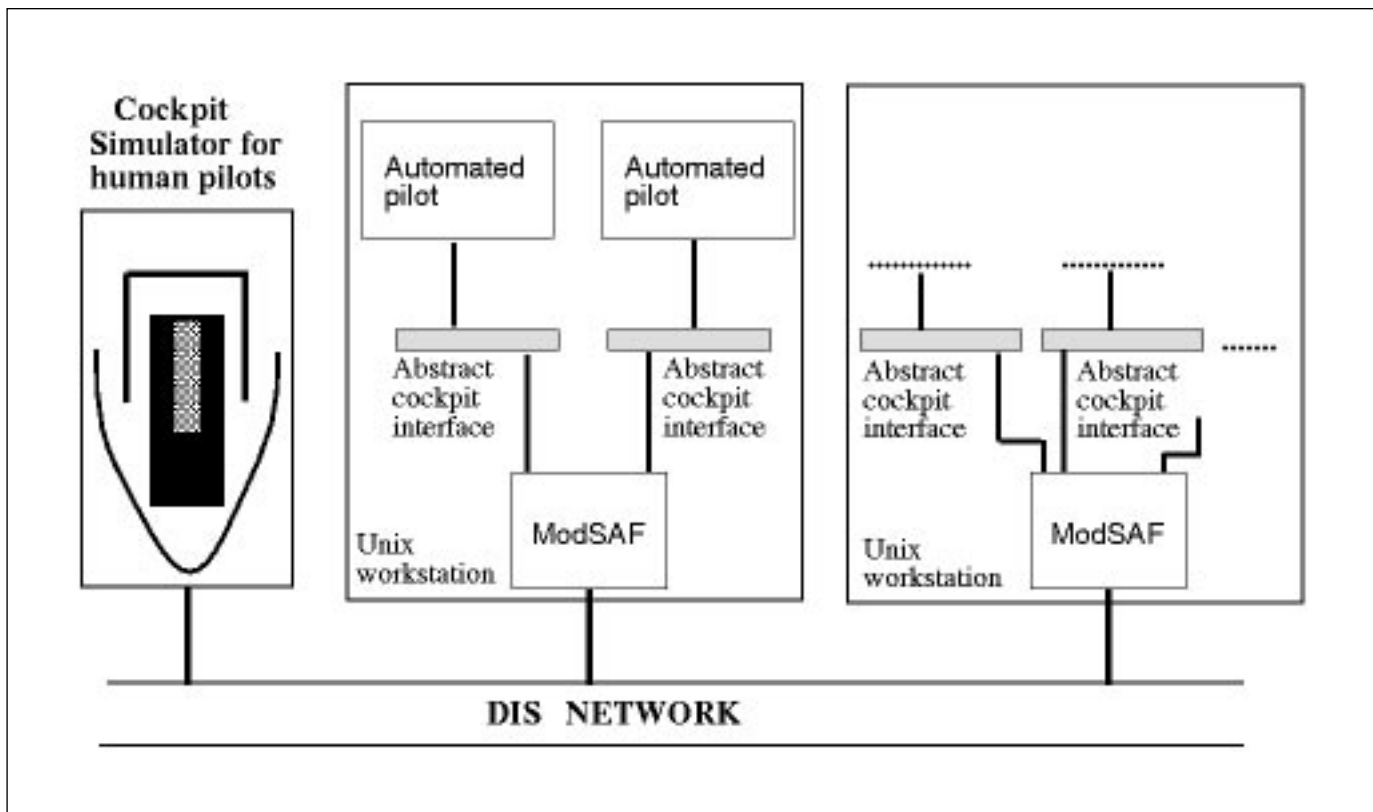 Cockpit
Simulator for
human pilots
Automated
pilot
Automated
pilot
Abstract
cockpit
interface
Abstract
cockpit
interface
ModSAF
Unix
workstation
Abstract
cockpit
interface
Abstract
cockpit
interface
ModSAF
Unix
workstation
DIS NETWORK